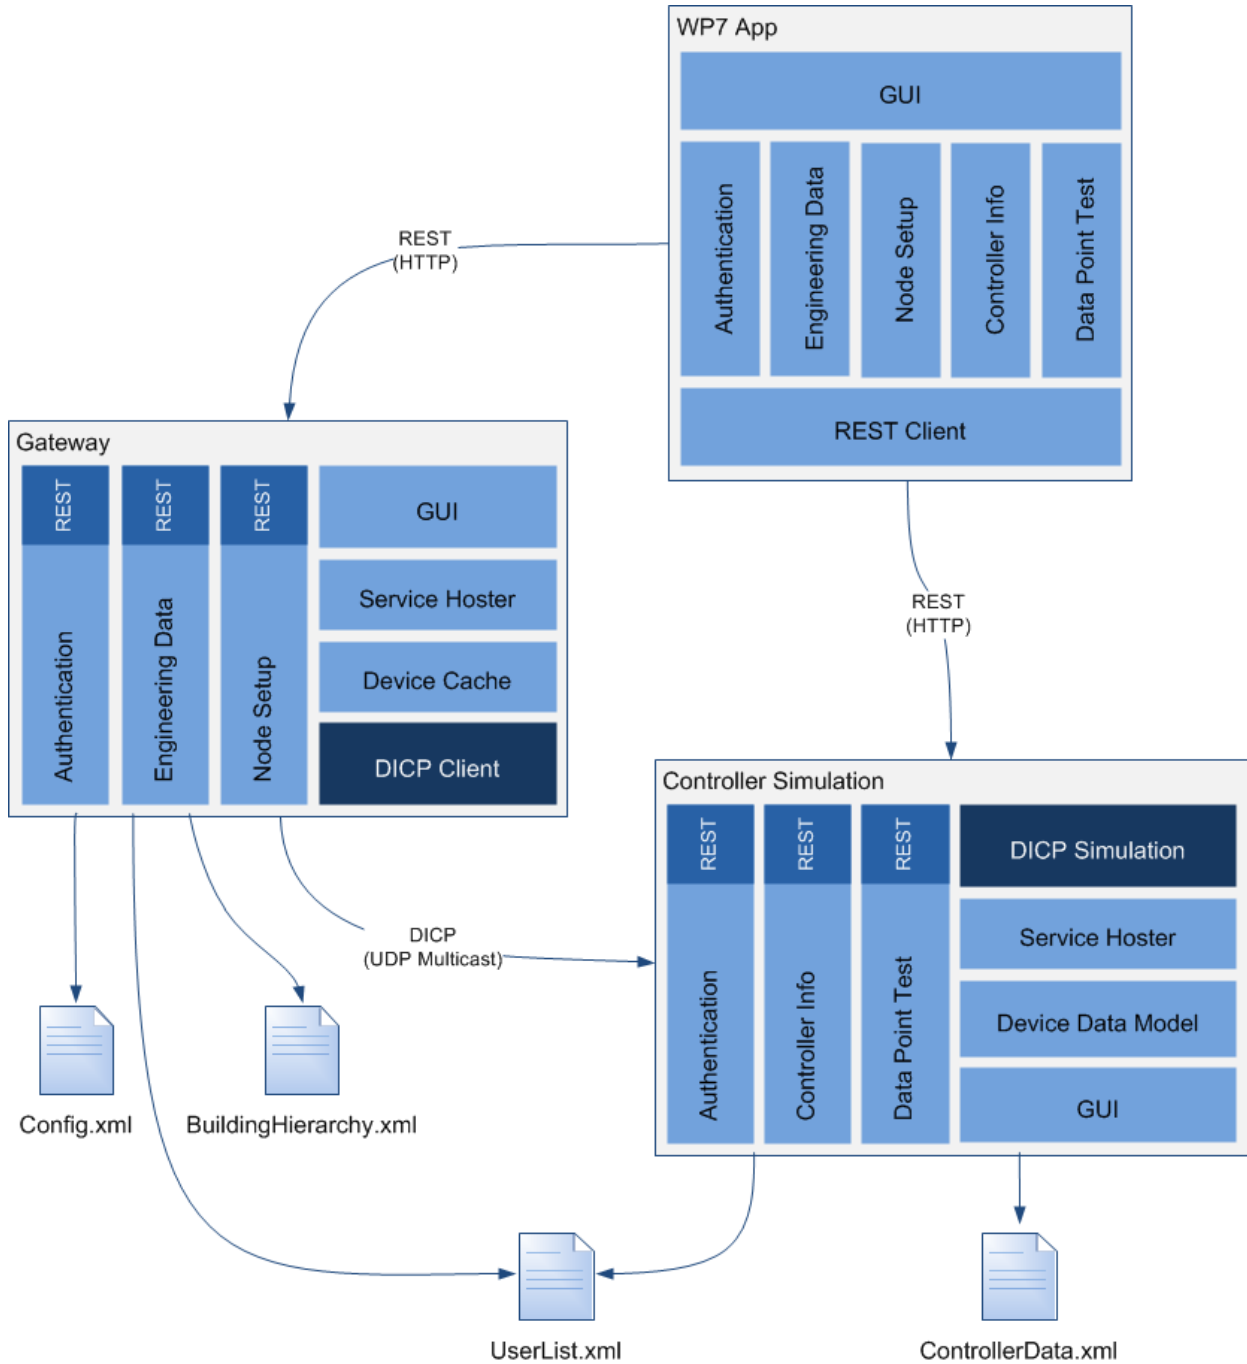 WP7 App
GUI
Authentication
Engineering Data
Node Setup
Controller Info
Data Point Test
REST Client
REST
(HTTP)
Gateway
REST
REST
REST
Authentication
Engineering Data
Node Setup
GUI
Service Hoster
Device Cache
DICP Client
REST
(HTTP)
Controller Simulation
REST
REST
REST
Authentication
Controller Info
Data Point Test
DICP Simulation
Service Hoster
Device Data Model
GUI
DICP
(UDP Multicast)
Config.xml
BuildingHierarchy.xml
UserList.xml
ControllerData.xml